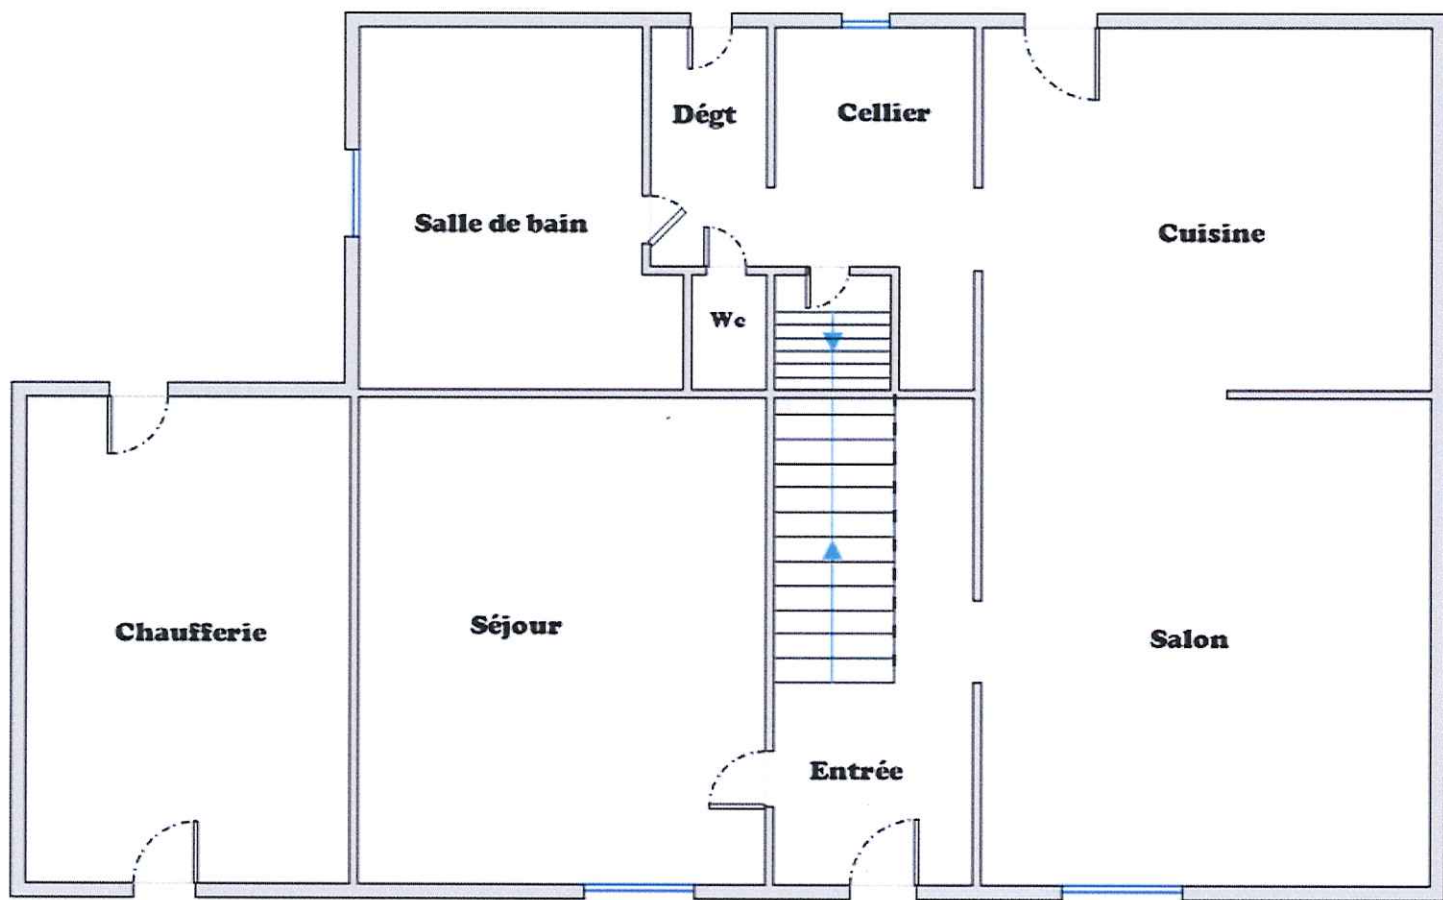 Dégt
Cellier
Salle de bain
Cuisine
Wc
Chaufferie
Séjour
Salon
Entrée